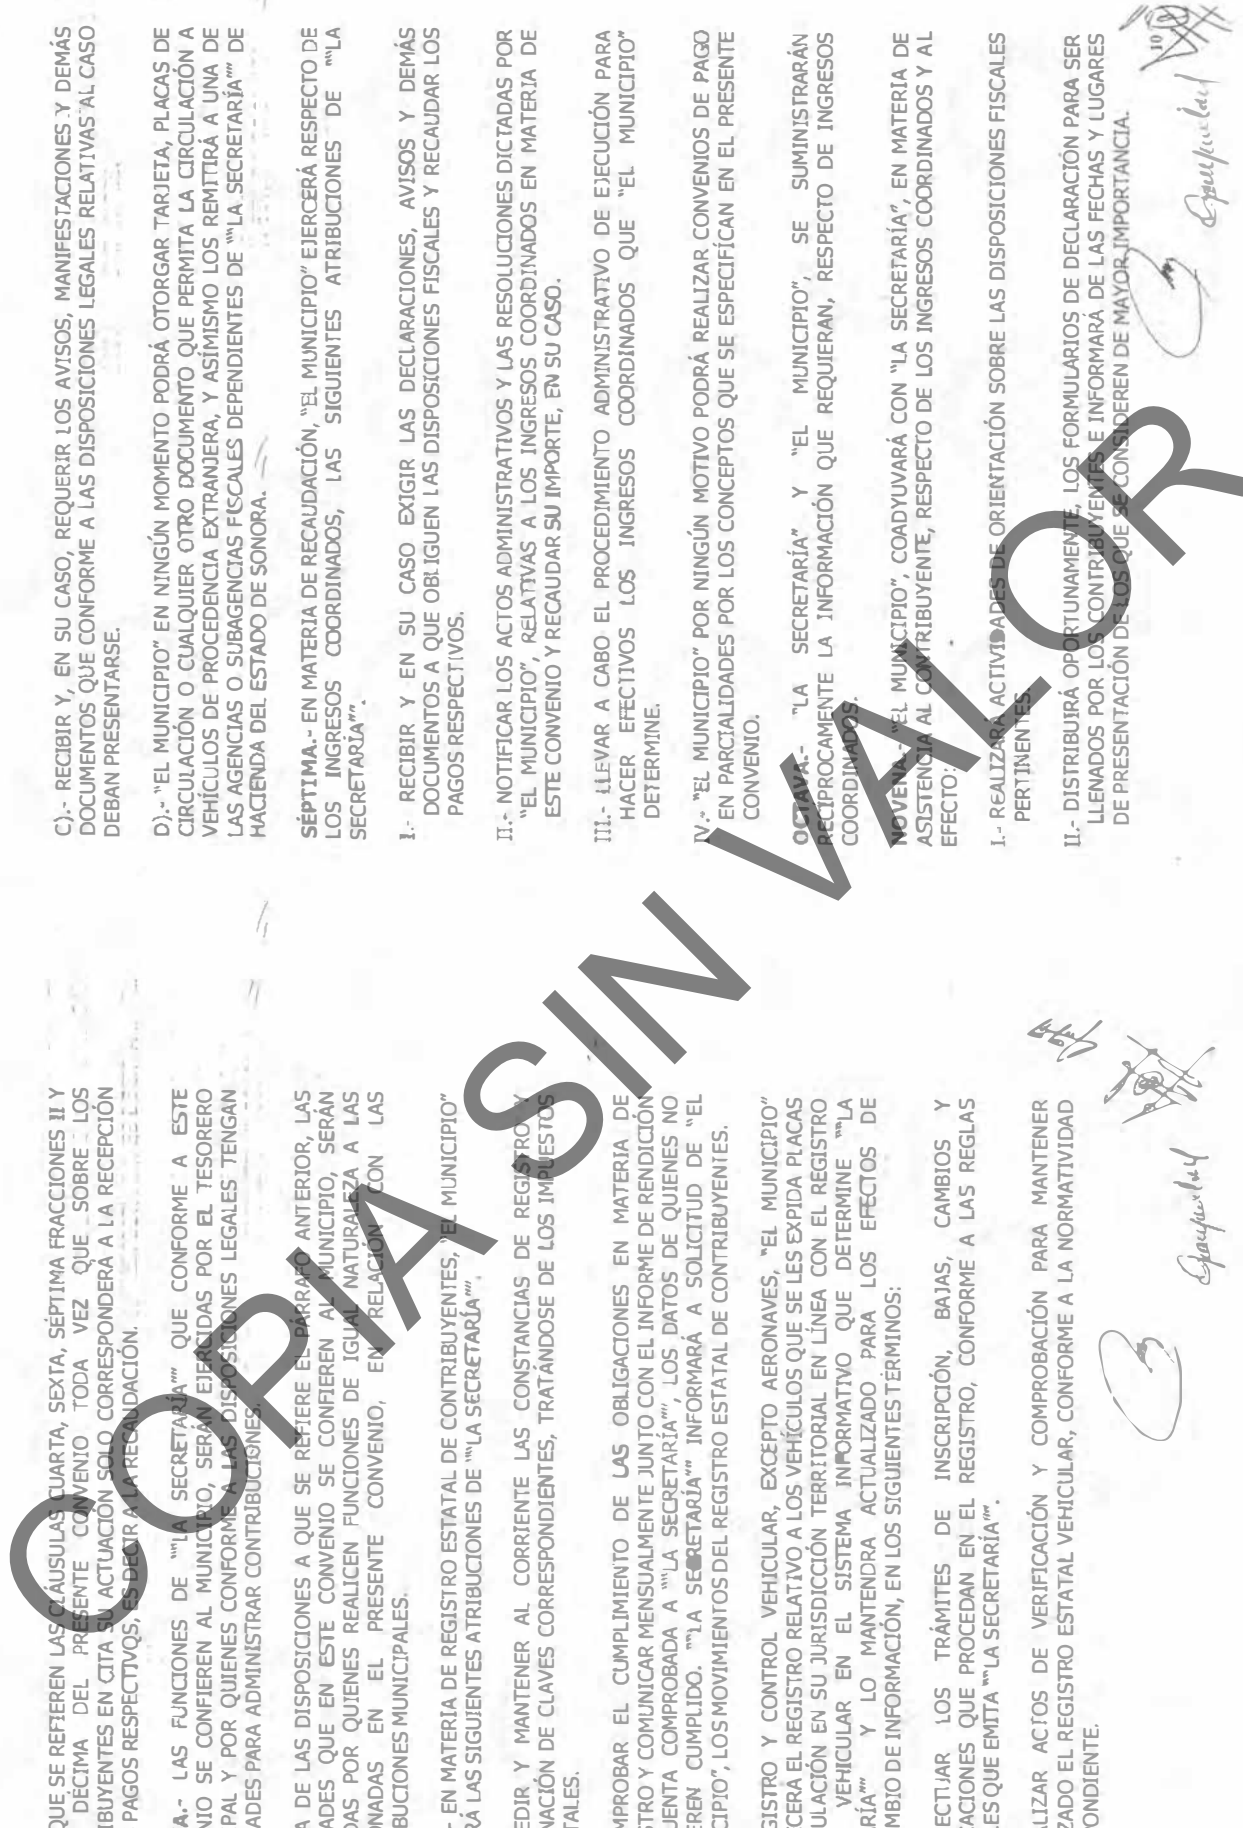 QUE SE REFIEREN LAS CLÁUSULAS CUARTA, SEXTA, SÉPTIMA FRACCIONES II Y
DÉCIMA DEL PRESENTE CONVENIO TODA VEZ QUE SOBRE LOS
IBUYENTES EN CITA SU ACTUACIÓN SOLO CORRESPONDERÁ A LA RECEPCIÓN
PAGOS RESPECTIVOS, ES DECIR A LA RECAUDACIÓN.
A.- LAS FUNCIONES DE ""LA SECRETARÍA"" QUE CONFORME A ESTE
NIO SE CONFIEREN AL MUNICIPIO, SERÁN EJERCIDAS POR EL TESORERO
PAL Y POR QUIENES CONFORME A LAS DISPOSICIONES LEGALES TENGAN
ADES PARA ADMINISTRAR CONTRIBUCIONES.
A DE LAS DISPOSICIONES A QUE SE REFIERE EL PÁRRAFO ANTERIOR, LAS
ADES QUE EN ESTE CONVENIO SE CONFIEREN AL MUNICIPIO, SERÁN
DAS POR QUIENES REALICEN FUNCIONES DE IGUAL NATURALEZA A LAS
ONADAS EN EL PRESENTE CONVENIO, EN RELACIÓN CON LAS
BUCIONES MUNICIPALES.
- EN MATERIA DE REGISTRO ESTATAL DE CONTRIBUYENTES, "EL MUNICIPIO"
RÁ LAS SIGUIENTES ATRIBUCIONES DE ""LA SECRETARÍA"".
EDIR Y MANTENER AL CORRIENTE LAS CONSTANCIAS DE REGISTRO Y
NACIÓN DE CLAVES CORRESPONDIENTES, TRATÁNDOSE DE LOS IMPUESTOS
TALES.
MPROBAR EL CUMPLIMIENTO DE LAS OBLIGACIONES EN MATERIA DE
STRO Y COMUNICAR MENSUALMENTE JUNTO CON EL INFORME DE RENDICIÓN
UENTA COMPROBADA A ""LA SECRETARÍA"", LOS DATOS DE QUIENES NO
EREN CUMPLIDO. ""LA SECRETARÍA"" INFORMARÁ A SOLICITUD DE "EL
CIPIO", LOS MOVIMIENTOS DEL REGISTRO ESTATAL DE CONTRIBUYENTES.
GISTRO Y CONTROL VEHICULAR, EXCEPTO AERONAVES, "EL MUNICIPIO"
CERÁ EL REGISTRO RELATIVO A LOS VEHÍCULOS QUE SE LES EXPIDA PLACAS
ULACIÓN EN SU JURISDICCIÓN TERRITORIAL EN LÍNEA CON EL REGISTRO
VEHICULAR EN EL SISTEMA INFORMATIVO QUE DETERMINE ""LA
RÍA"" Y LO MANTENDRA ACTUALIZADO PARA LOS EFECTOS DE
MBIO DE INFORMACIÓN, EN LOS SIGUIENTES TÉRMINOS:
ECTUAR LOS TRÁMITES DE INSCRIPCIÓN, BAJAS, CAMBIOS Y
ACIONES QUE PROCEDAN EN EL REGISTRO, CONFORME A LAS REGLAS
LES QUE EMITA ""LA SECRETARÍA"".
LIZAR ACTOS DE VERIFICACIÓN Y COMPROBACIÓN PARA MANTENER
ZADO EL REGISTRO ESTATAL VEHICULAR, CONFORME A LA NORMATIVIDAD
ONDIENTE.
C).- RECIBIR Y, EN SU CASO, REQUERIR LOS AVISOS, MANIFESTACIONES Y DEMÁS
DOCUMENTOS QUE CONFORME A LAS DISPOSICIONES LEGALES RELATIVAS AL CASO
DEBAN PRESENTARSE.
D).- "EL MUNICIPIO" EN NINGÚN MOMENTO PODRÁ OTORGAR TARJETA, PLACAS DE
CIRCULACIÓN O CUALQUIER OTRO DOCUMENTO QUE PERMITA LA CIRCULACIÓN A
VEHÍCULOS DE PROCEDENCIA EXTRANJERA, Y ASÍMISMO LOS REMITIRÁ A UNA DE
LAS AGENCIAS O SUBAGENCIAS FISCALES DEPENDIENTES DE ""LA SECRETARÍA"" DE
HACIENDA DEL ESTADO DE SONORA.
SÉPTIMA.- EN MATERIA DE RECAUDACIÓN, "EL MUNICIPIO" EJERCERÁ RESPECTO DE
LOS INGRESOS COORDINADOS, LAS SIGUIENTES ATRIBUCIONES DE ""LA
SECRETARÍA"".
I.- RECIBIR Y EN SU CASO EXIGIR LAS DECLARACIONES, AVISOS Y DEMÁS
DOCUMENTOS A QUE OBLIGUEN LAS DISPOSICIONES FISCALES Y RECAUDAR LOS
PAGOS RESPECTIVOS.
II.- NOTIFICAR LOS ACTOS ADMINISTRATIVOS Y LAS RESOLUCIONES DICTADAS POR
"EL MUNICIPIO", RELATIVAS A LOS INGRESOS COORDINADOS EN MATERIA DE
ESTE CONVENIO Y RECAUDAR SU IMPORTE, EN SU CASO.
III.- LLEVAR A CABO EL PROCEDIMIENTO ADMINISTRATIVO DE EJECUCIÓN PARA
HACER EFECTIVOS LOS INGRESOS COORDINADOS QUE "EL MUNICIPIO"
DETERMINE.
IV.- "EL MUNICIPIO" POR NINGÚN MOTIVO PODRÁ REALIZAR CONVENIOS DE PAGO
EN PARCIALIDADES POR LOS CONCEPTOS QUE SE ESPECIFÍCAN EN EL PRESENTE
CONVENIO.
OCTAVA.- "LA SECRETARÍA" Y "EL MUNICIPIO", SE SUMINISTRARÁN
RECIPROCAMENTE LA INFORMACIÓN QUE REQUIERAN, RESPECTO DE INGRESOS
COORDINADOS.
NOVENA.- "EL MUNICIPIO", COADYUVARÁ CON "LA SECRETARÍA", EN MATERIA DE
ASISTENCIA AL CONTRIBUYENTE, RESPECTO DE LOS INGRESOS COORDINADOS Y AL
EFECTO:
I.- REALIZARÁ ACTIVIDADES DE ORIENTACIÓN SOBRE LAS DISPOSICIONES FISCALES
PERTINENTES.
II.- DISTRIBUIRÁ OPORTUNAMENTE, LOS FORMULARIOS DE DECLARACIÓN PARA SER
LLENADOS POR LOS CONTRIBUYENTES E INFORMARÁ DE LAS FECHAS Y LUGARES
DE PRESENTACIÓN DE LOS QUE SE CONSIDEREN DE MAYOR IMPORTANCIA.
10
COPIA SIN VALOR